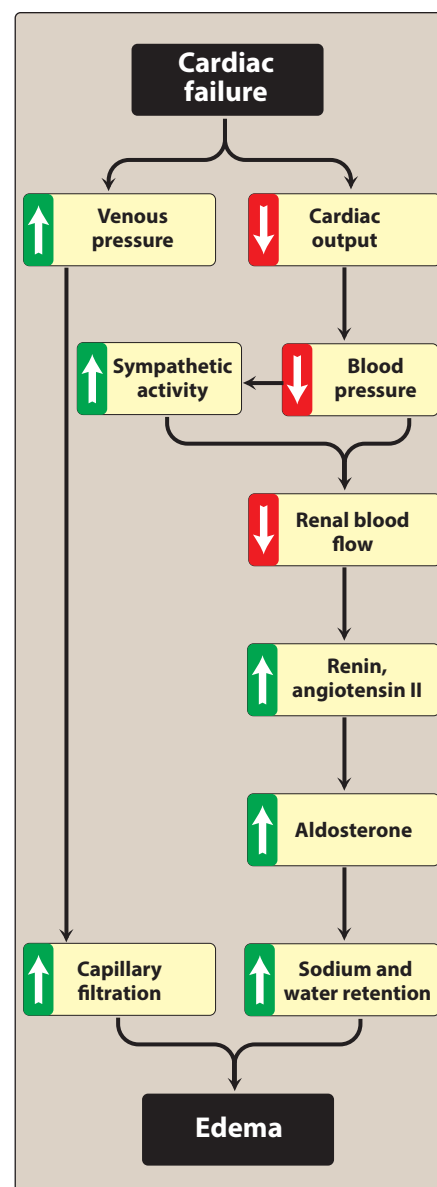 Cardiac
failure
Venous
pressure
Cardiac
output
Sympathetic
activity
Blood
pressure
Renal blood
flow
Renin,
angiotensin II
Aldosterone
Capillary
filtration
Sodium and
water retention
Edema